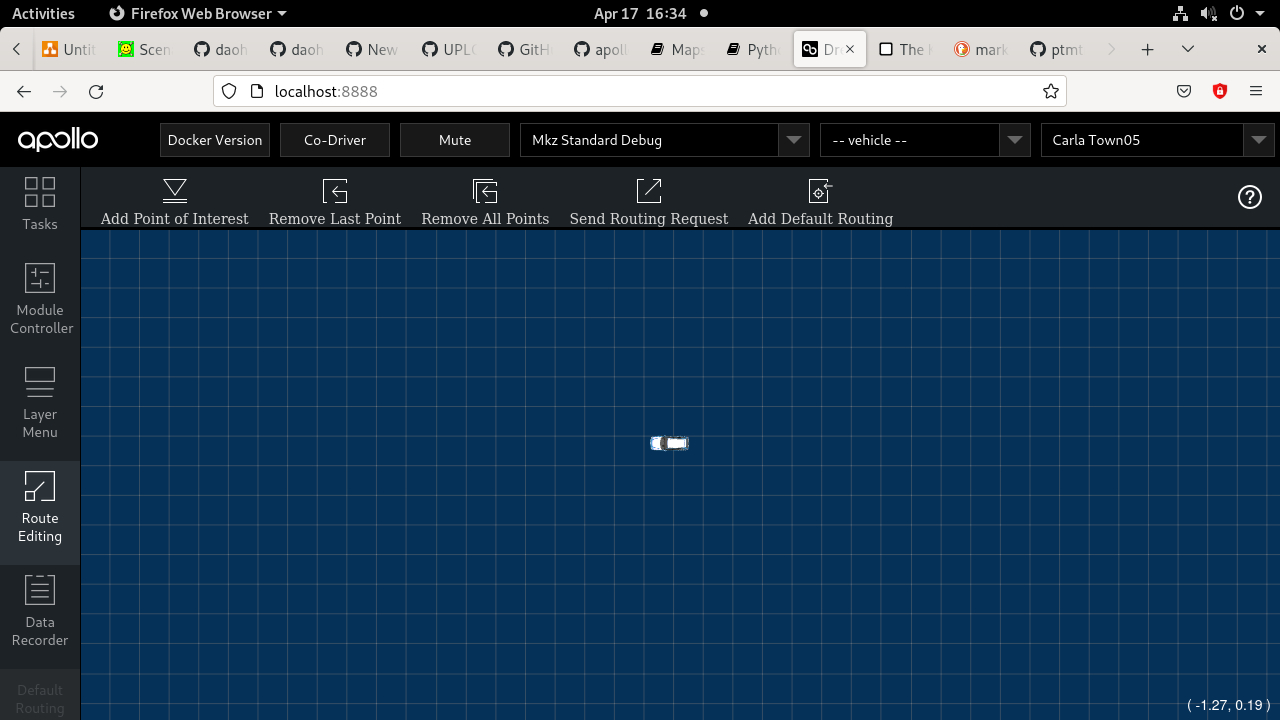 Activities Firefox Web Browser Apr 17 16:34
Untit Scen daoh daoh New UPLO GitH apoll Maps Pyth Dre The mark ptmt
localhost:8888
apollo Docker Version Co-Driver Mute Mkz Standard Debug -- vehicle -- Carla Town05
Add Point of Interest Remove Last Point Remove All Points Send Routing Request Add Default Routing
Tasks
Module
Controller
Layer
Menu
Route
Editing
Data
Recorder
Default
Routing
( -1.27, 0.19 )